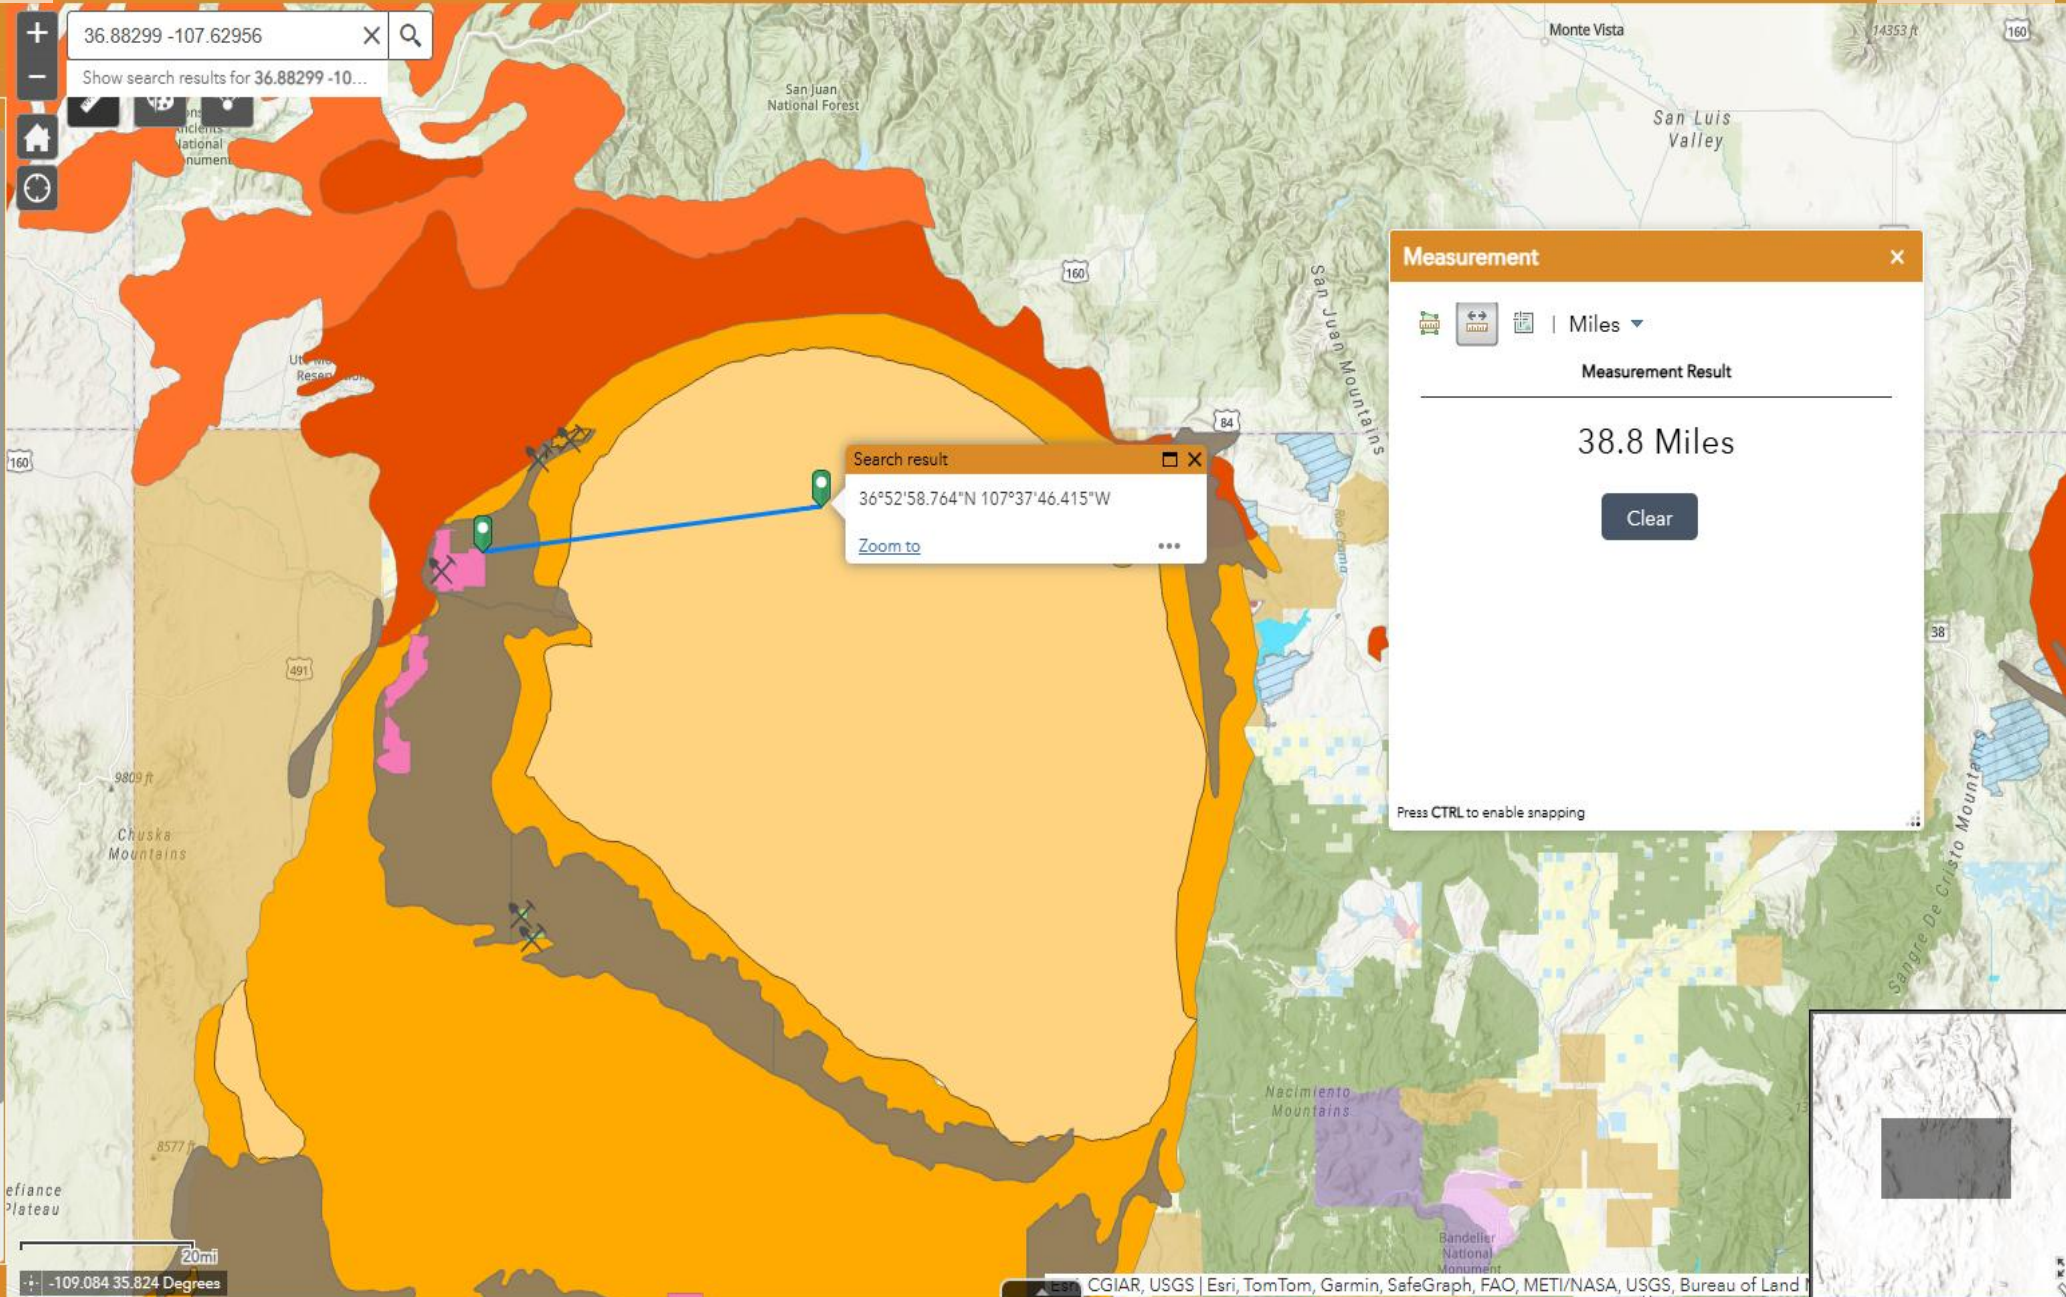 +
36.88299 -107.62956
−
Show search results for 36.88299 -10...
National
San Juan
National Forest
Monte Vista
14353 ft
160
San Luis
Valley
160
San Juan Mountains
Measurement
Miles
Measurement Result
38.8 Miles
Clear
Press CTRL to enable snapping
84
160
Search result
36°52'58.764"N 107°37'46.415"W
Zoom to
Rio Chama
38
491
9809 ft
Chuska
Mountains
Sangre De Cristo Mountains
Nacimiento
Mountains
8577 ft
efiance
Plateau
Bandelier
National
Monument
20mi
-109.084 35.824 Degrees
Esri, CGIAR, USGS | Esri, TomTom, Garmin, SafeGraph, FAO, METI/NASA, USGS, Bureau of Land